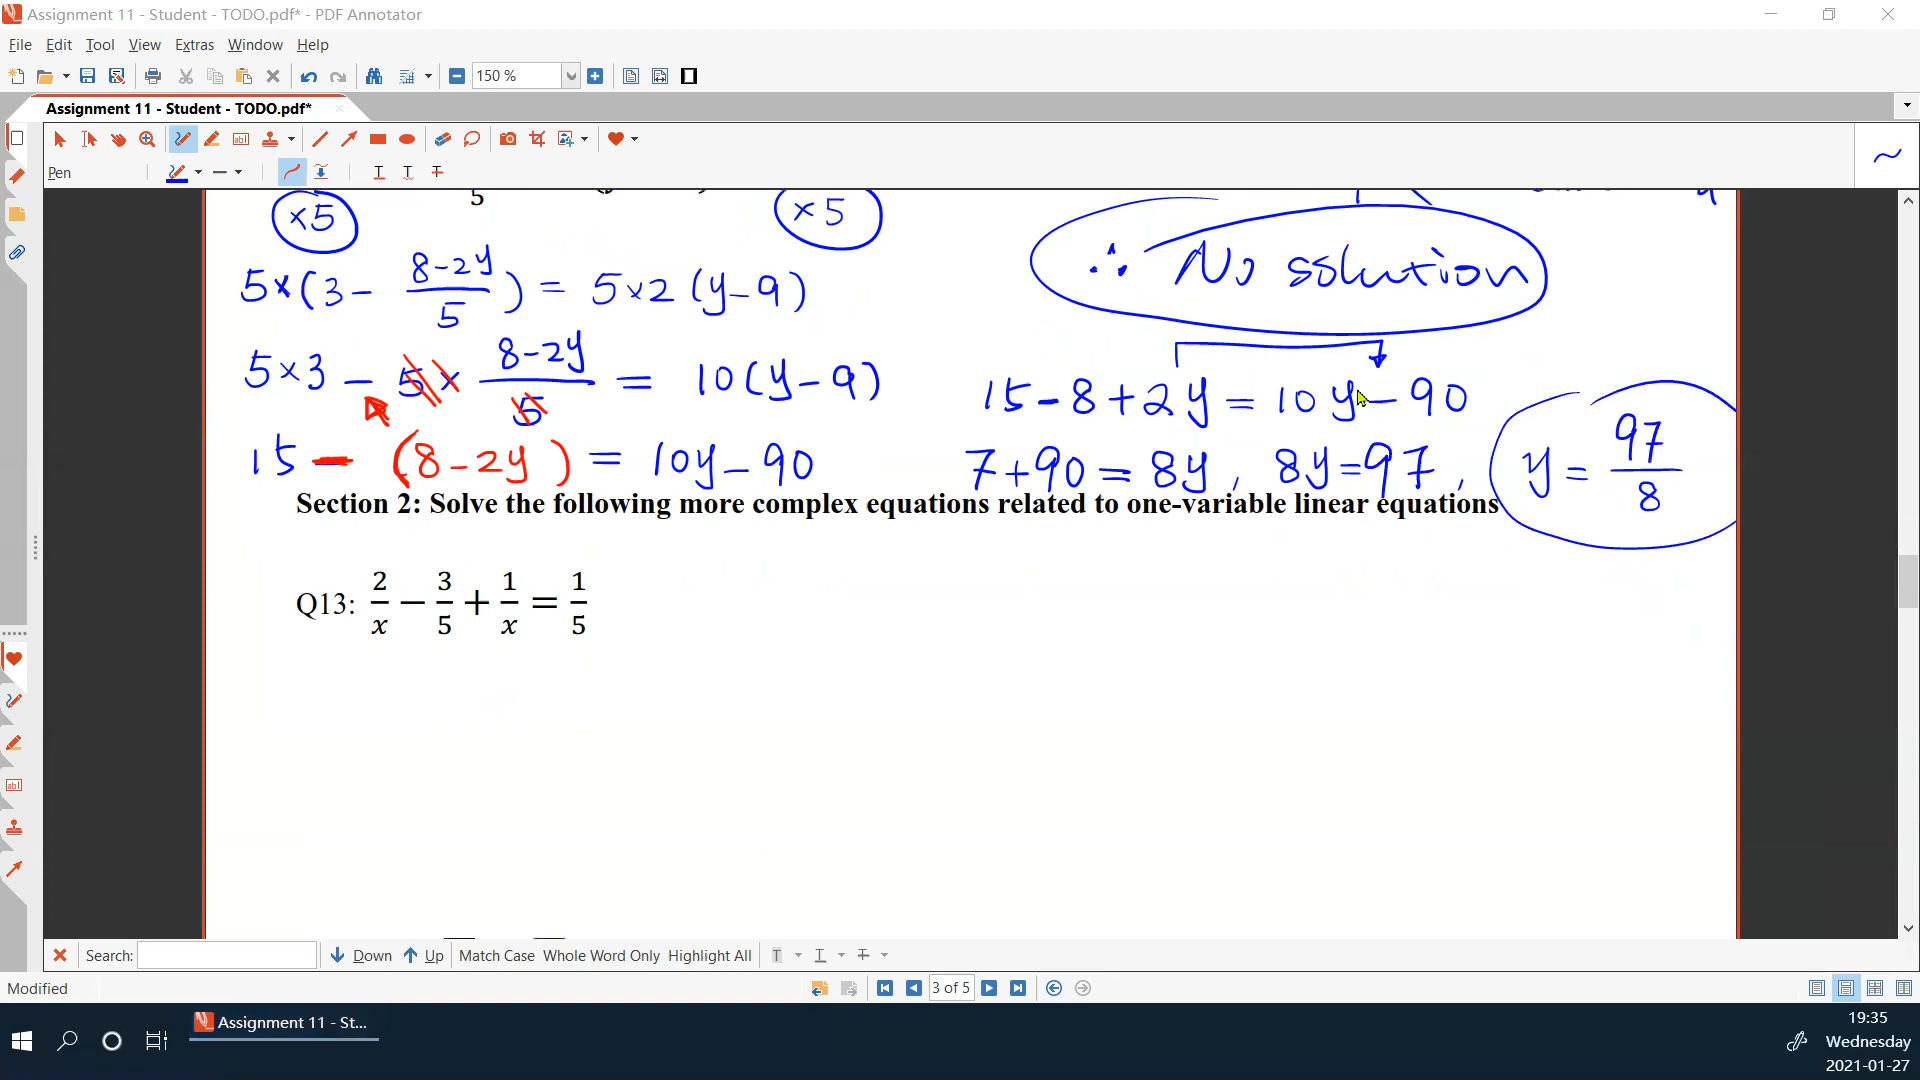 Assignment 11 - Student - TODO.pdf* - PDF Annotator
File Edit Tool View Extras Window Help
150 %
Assignment 11 - Student - TODO.pdf*
Pen
5
×5 ×5
5×(3 - (8-2y)/5) = 5×2 (y-9)
∴ No solution
5×3 - 5× (8-2y)/5 = 10(y-9)
15-8+2y = 10y-90
15 - (8-2y) = 10y-90
7+90 = 8y, 8y=97, y = 97/8
Section 2: Solve the following more complex equations related to one-variable linear equations
Q13: 2/x − 3/5 + 1/x = 1/5
Search: Down Up Match Case Whole Word Only Highlight All
Modified 3 of 5
Assignment 11 - St...
19:35
Wednesday
2021-01-27